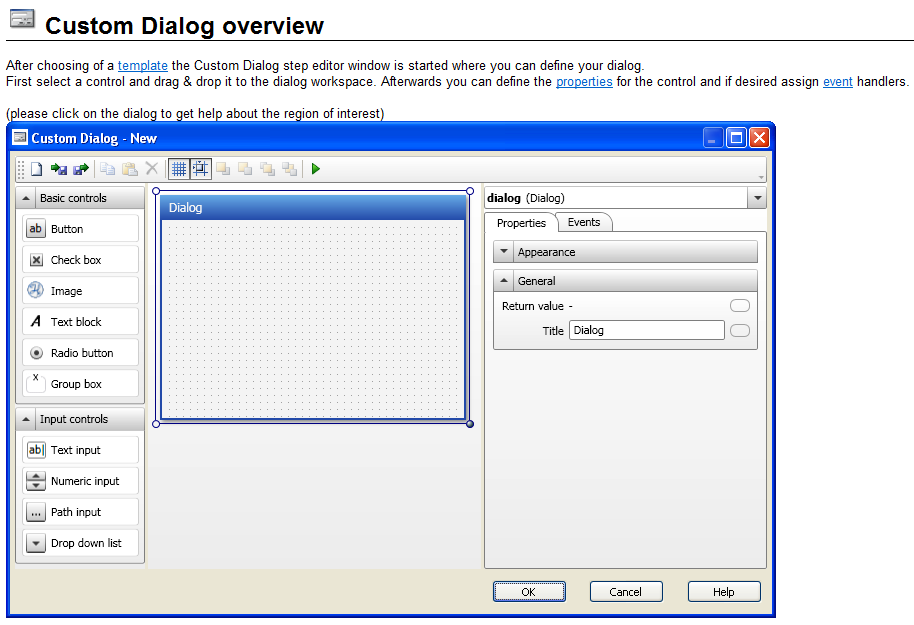 Custom Dialog overview
After choosing of a template the Custom Dialog step editor window is started where you can define your dialog.
First select a control and drag & drop it to the dialog workspace. Afterwards you can define the properties for the control and if desired assign event handlers.
(please click on the dialog to get help about the region of interest)
Custom Dialog - New
Basic controls
ab Button
Check box
Image
A Text block
Radio button
X Group box
Input controls
ab Text input
Numeric input
... Path input
Drop down list
Dialog
dialog (Dialog)
Properties Events
Appearance
General
Return value -
Title Dialog
OK Cancel Help